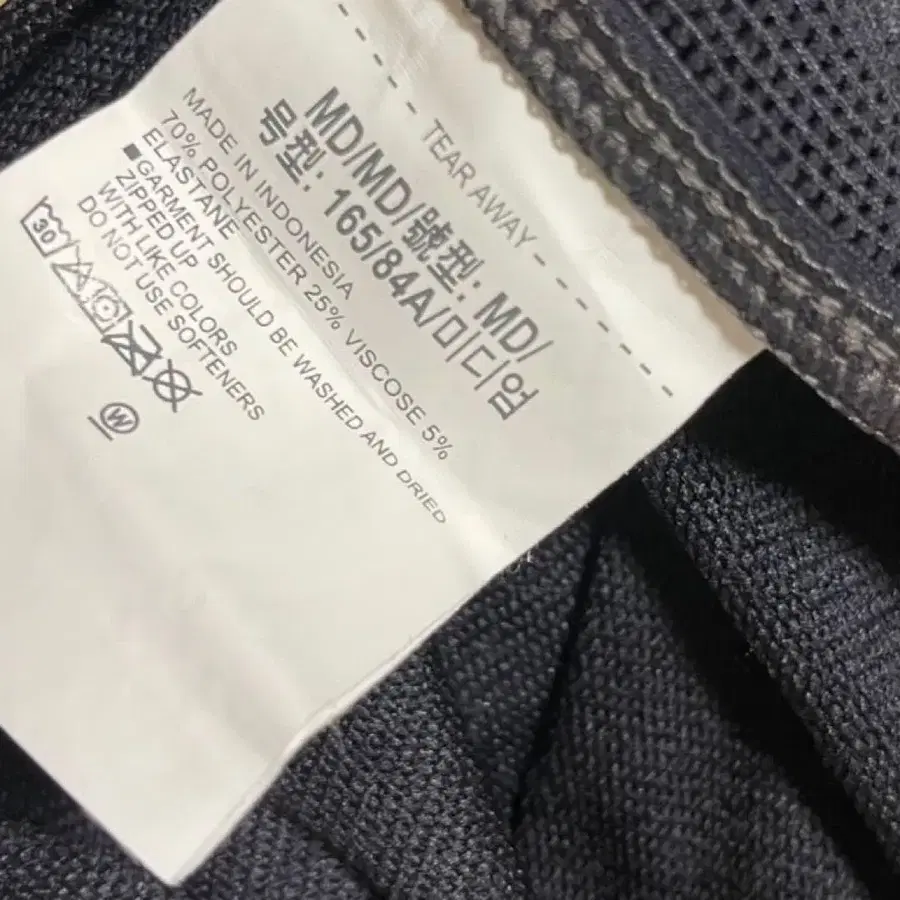 TEAR AWAY
MD/MD/號型: MD/
号型: 165/84A/미디엄
MADE IN INDONESIA
70% POLYESTER 25% VISCOSE 5%
ELASTANE
■GARMENT SHOULD BE WASHED AND DRIED
ZIPPED UP
WITH LIKE COLORS
DO NOT USE SOFTENERS
30
W